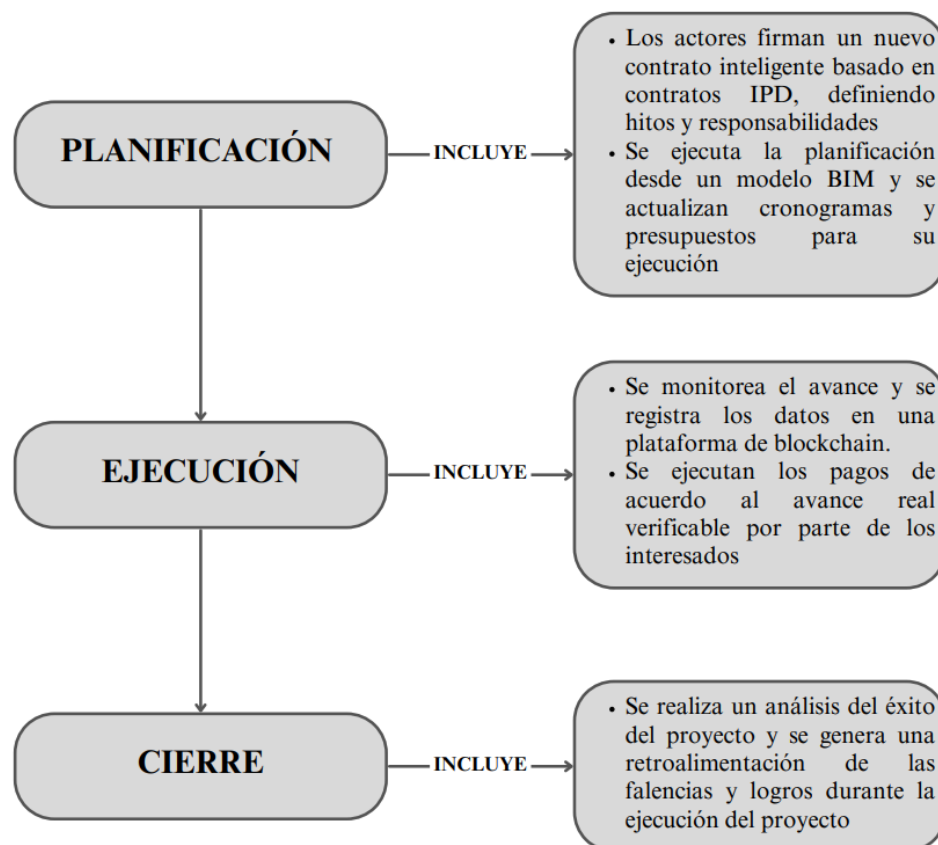 PLANIFICACIÓN
INCLUYE
• Los actores firman un nuevo
contrato inteligente basado en
contratos IPD, definiendo
hitos y responsabilidades
• Se ejecuta la planificación
desde un modelo BIM y se
actualizan cronogramas y
presupuestos para su
ejecución
EJECUCIÓN
INCLUYE
• Se monitorea el avance y se
registra los datos en una
plataforma de blockchain.
• Se ejecutan los pagos de
acuerdo al avance real
verificable por parte de los
interesados
CIERRE
INCLUYE
• Se realiza un análisis del éxito
del proyecto y se genera una
retroalimentación de las
falencias y logros durante la
ejecución del proyecto